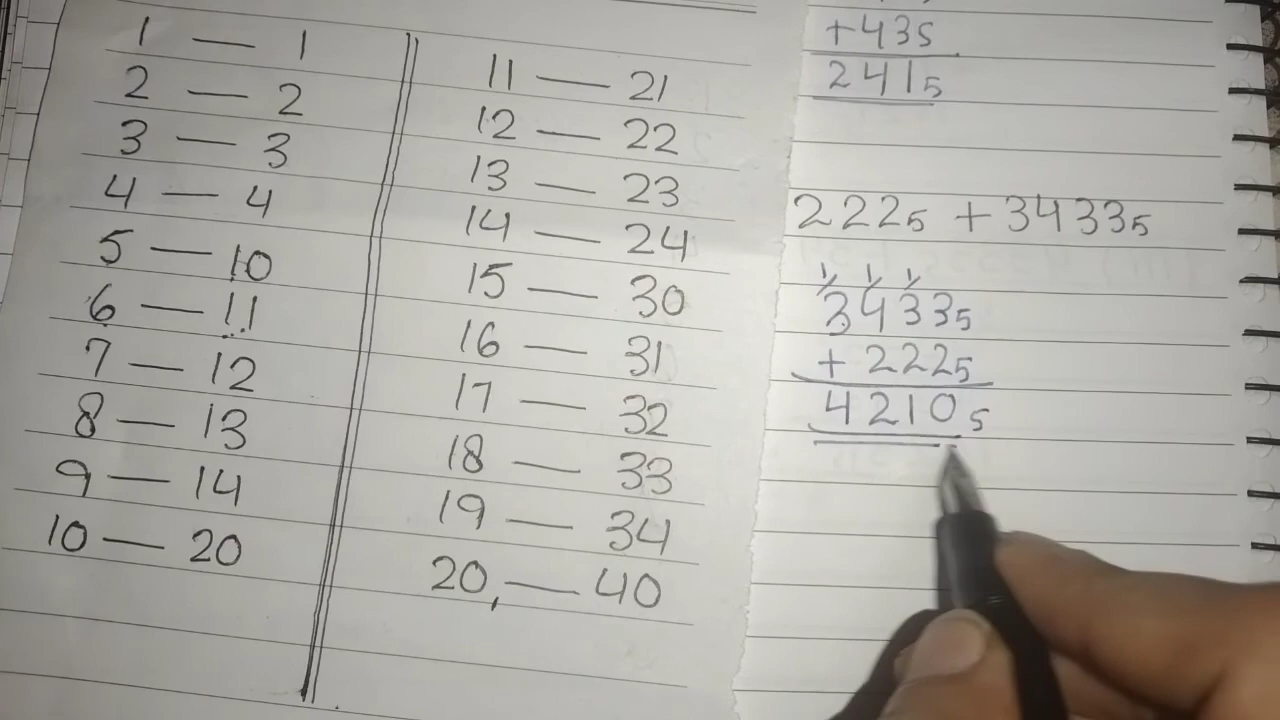 1 — 1
2 — 2
3 — 3
4 — 4
5 — 10
6 — 11
7 — 12
8 — 13
9 — 14
10 — 20
11 — 21
12 — 22
13 — 23
14 — 24
15 — 30
16 — 31
17 — 32
18 — 33
19 — 34
20, — 40
+43₅
241₅
222₅ + 3433₅
1 1 1
3433₅
+ 222₅
4210₅